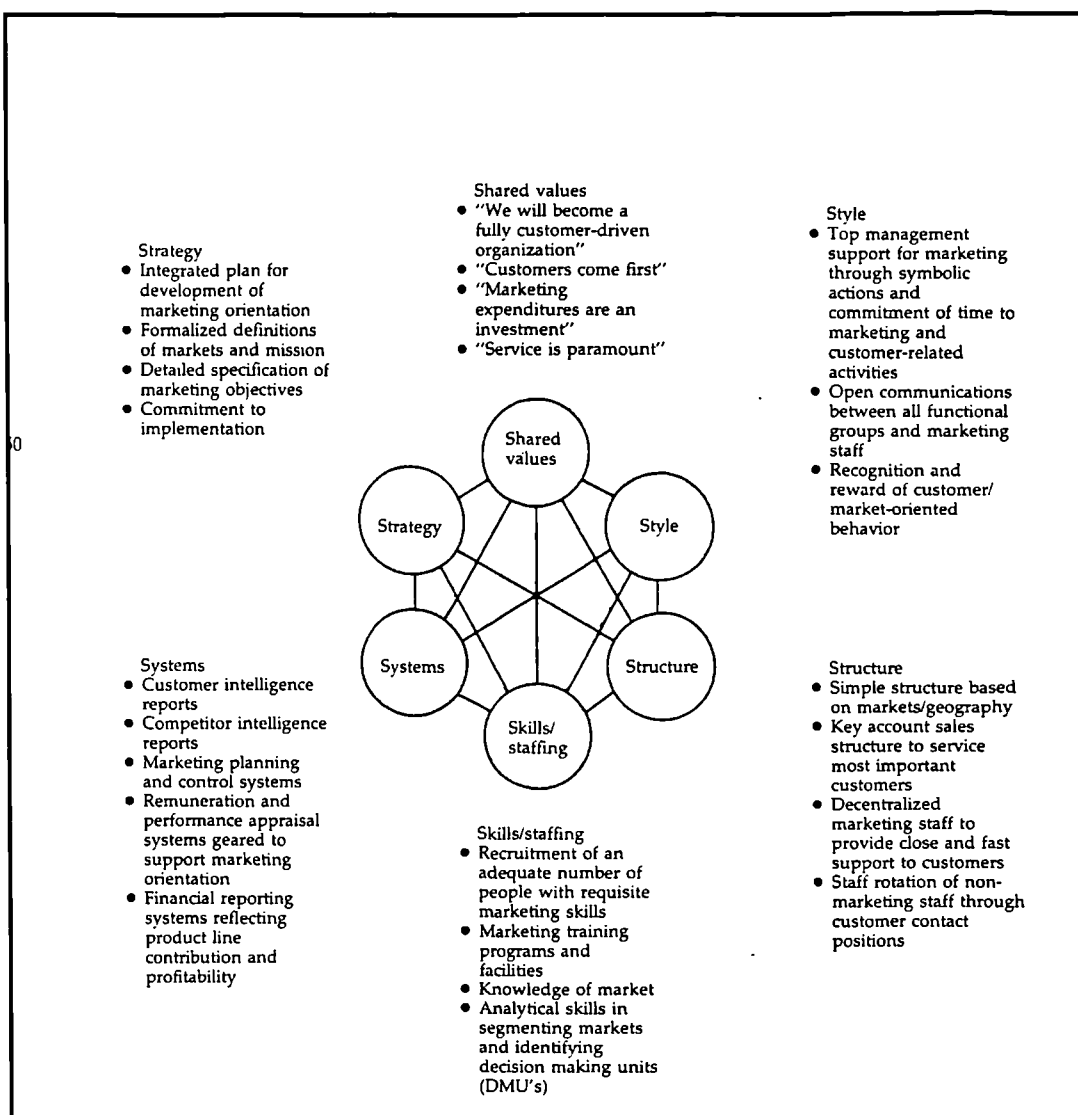 Shared values
• "We will become a
fully customer-driven
organization"
• "Customers come first"
• "Marketing
expenditures are an
investment"
• "Service is paramount"
Strategy
• Integrated plan for
development of
marketing orientation
• Formalized definitions
of markets and mission
• Detailed specification of
marketing objectives
• Commitment to
implementation
Style
• Top management
support for marketing
through symbolic
actions and
commitment of time to
marketing and
customer-related
activities
• Open communications
between all functional
groups and marketing
staff
• Recognition and
reward of customer/
market-oriented
behavior
Shared
values
Strategy
Style
Systems
Structure
Skills/
staffing
Systems
• Customer intelligence
reports
• Competitor intelligence
reports
• Marketing planning
and control systems
• Remuneration and
performance appraisal
systems geared to
support marketing
orientation
• Financial reporting
systems reflecting
product line
contribution and
profitability
Skills/staffing
• Recruitment of an
adequate number of
people with requisite
marketing skills
• Marketing training
programs and
facilities
• Knowledge of market
• Analytical skills in
segmenting markets
and identifying
decision making units
(DMU's)
Structure
• Simple structure based
on markets/geography
• Key account sales
structure to service
most important
customers
• Decentralized
marketing staff to
provide close and fast
support to customers
• Staff rotation of non-
marketing staff through
customer contact
positions